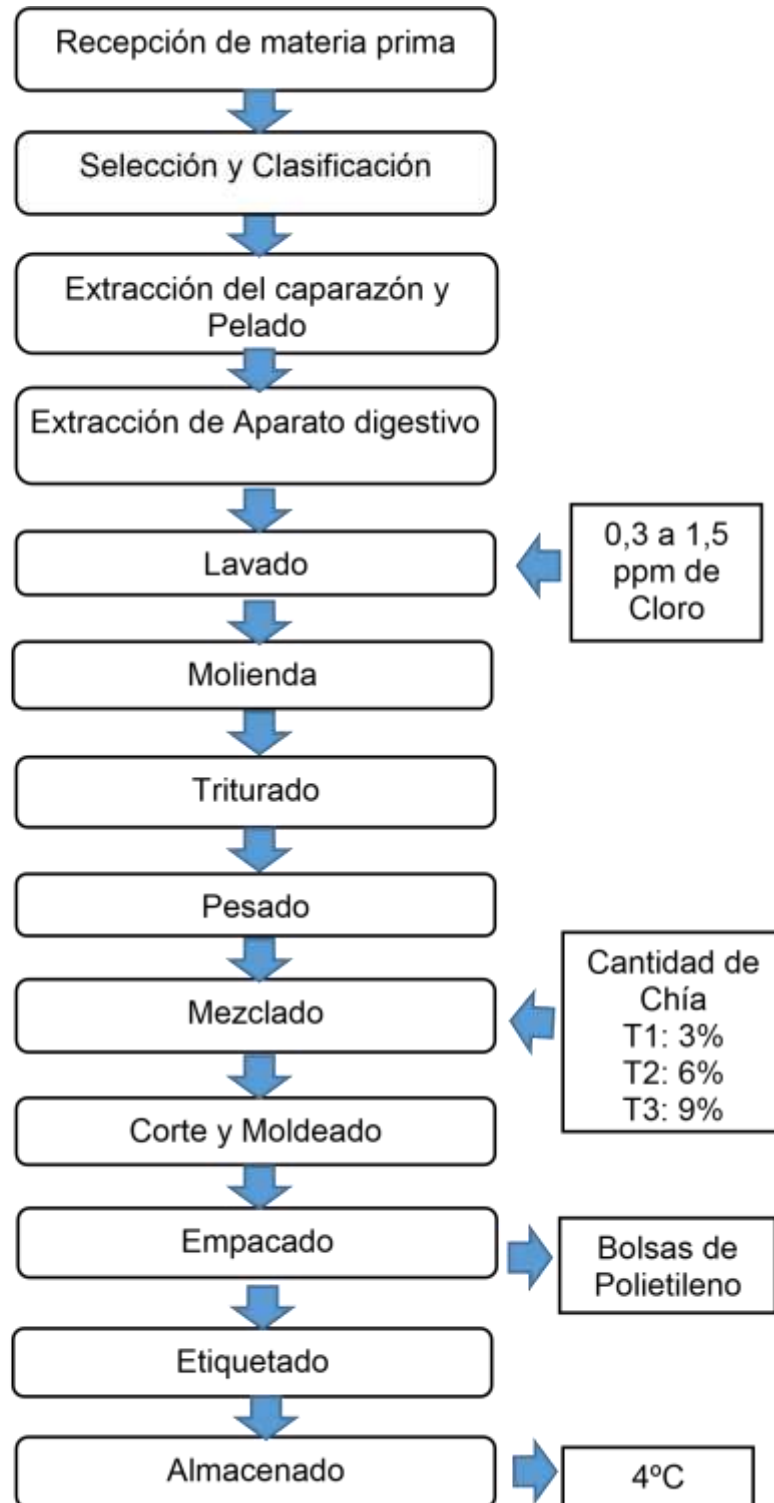 Recepción de materia prima
Selección y Clasificación
Extracción del caparazón y
Pelado
Extracción de Aparato digestivo
Lavado
0,3 a 1,5
ppm de
Cloro
Molienda
Triturado
Pesado
Mezclado
Cantidad de
Chía
T1: 3%
T2: 6%
T3: 9%
Corte y Moldeado
Empacado
Bolsas de
Polietileno
Etiquetado
Almacenado
4ºC